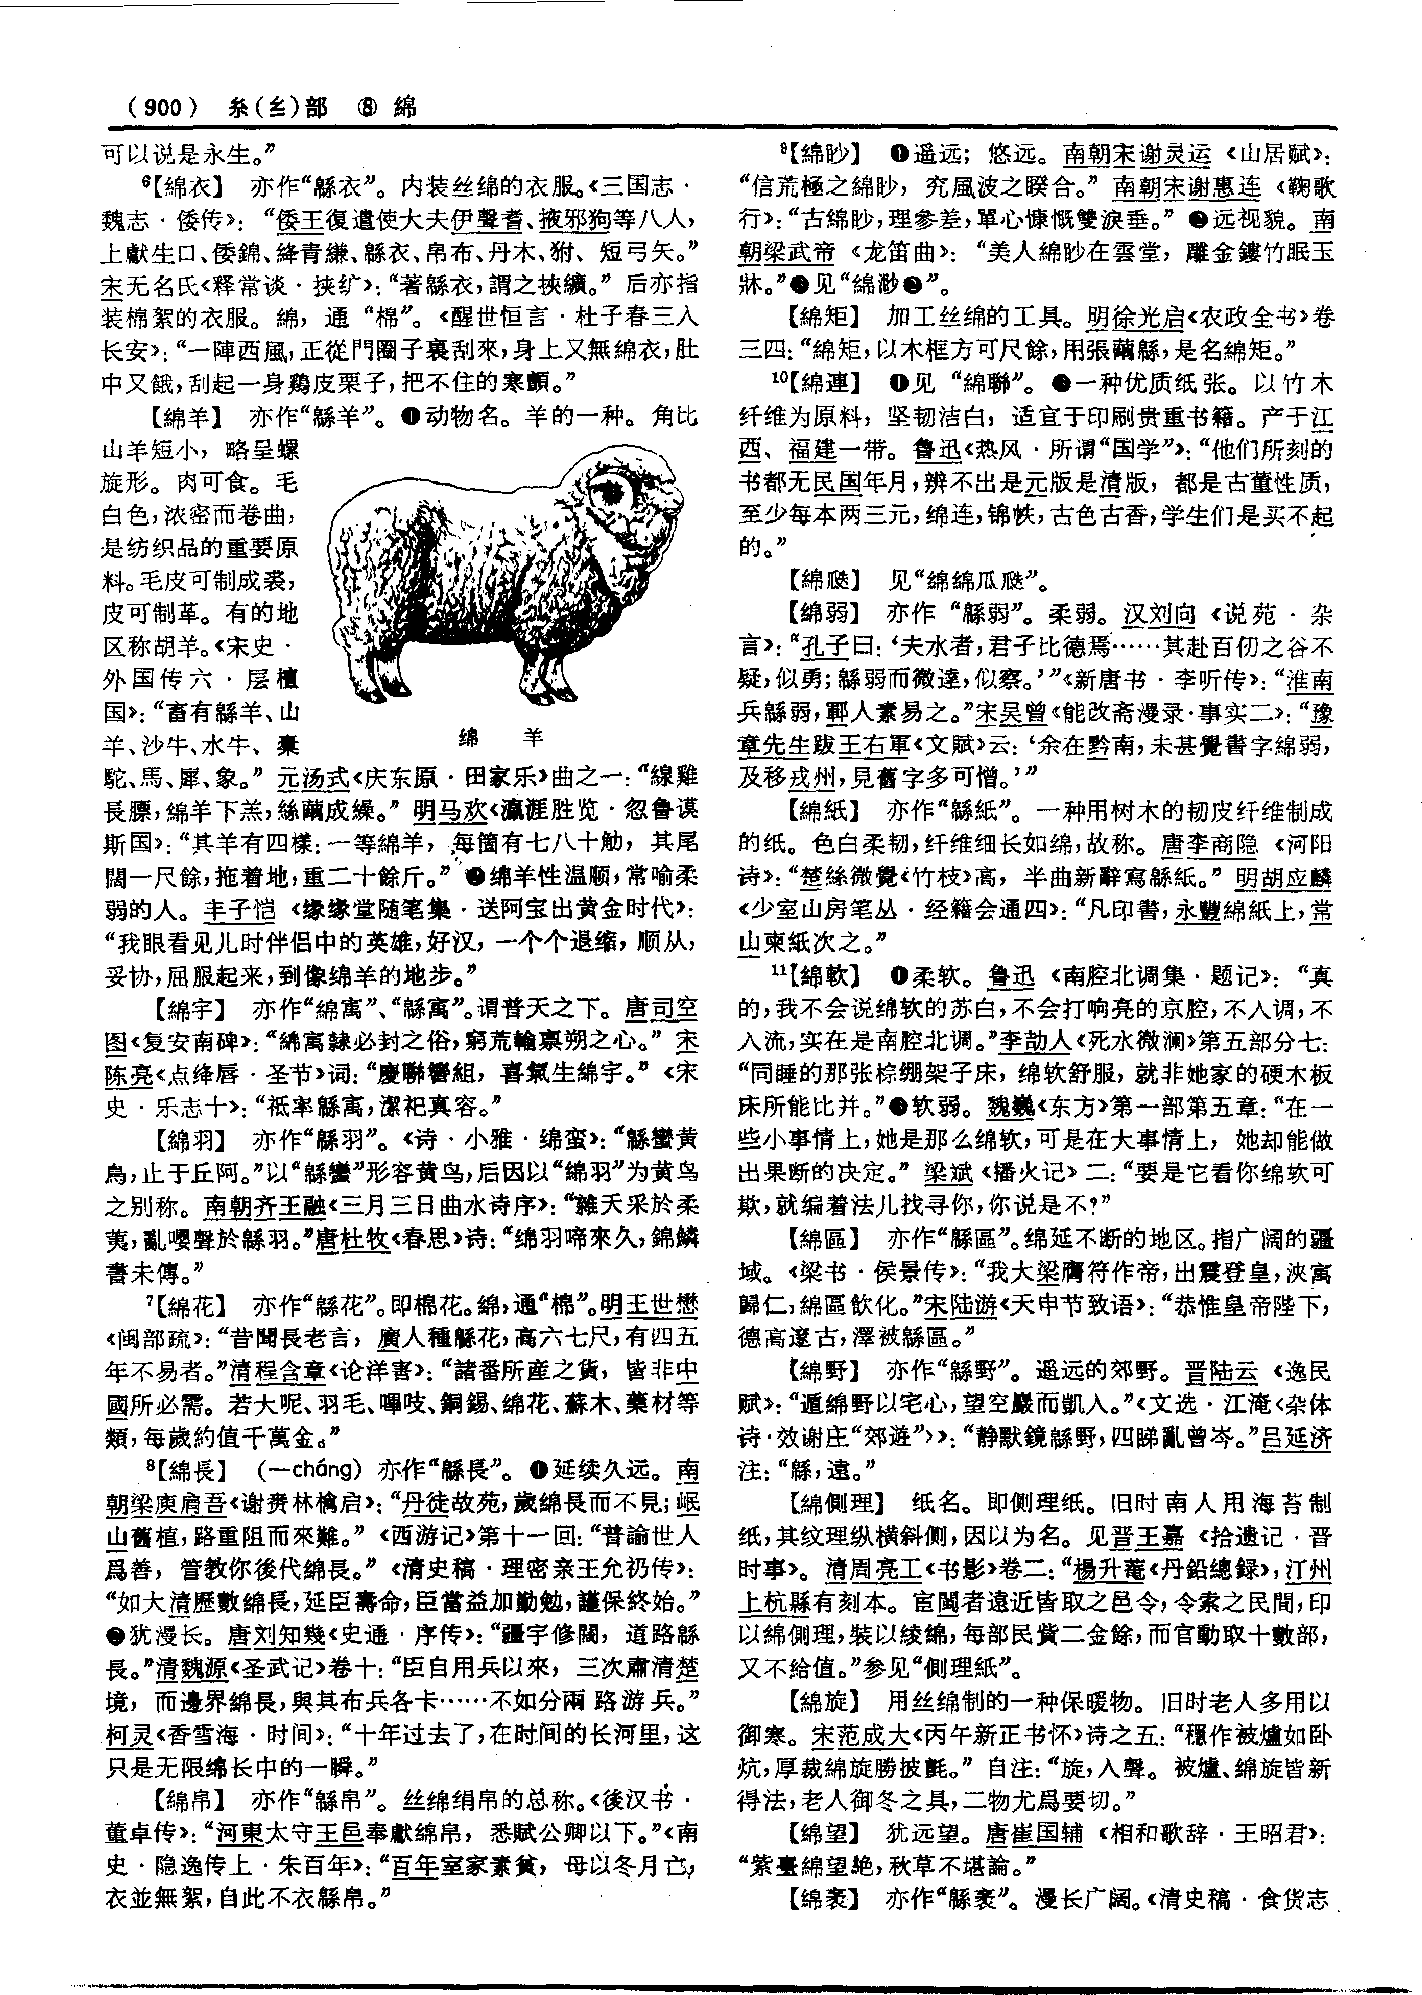 （900） 糸（纟）部 ⑧ 綿
可以说是永生。”
⁶【綿衣】 亦作“緜衣”。内装丝绵的衣服。《三国志·
魏志·倭传》：“倭王復遣使大夫伊聲耆、掖邪狗等八人，
上獻生口、倭錦、絳青縑、緜衣、帛布、丹木、㺃、短弓矢。”
宋无名氏《释常谈·挟纩》：“著緜衣，謂之挾纊。” 后亦指
装棉絮的衣服。綿，通“棉”。《醒世恒言·杜子春三入
长安》：“一陣西風，正從門圈子裏刮來，身上又無綿衣，肚
中又餓，刮起一身鷄皮栗子，把不住的寒顫。”
【綿羊】 亦作“緜羊”。❶动物名。羊的一种。角比
山羊短小，略呈螺
旋形。肉可食。毛
白色，浓密而卷曲，
是纺织品的重要原
料。毛皮可制成裘，
皮可制革。有的地
区称胡羊。《宋史·
外国传六·层檀
国》：“畜有緜羊、山
羊、沙牛、水牛、橐
駝、馬、犀、象。” 元汤式《庆东原·田家乐》曲之一：“線雞
長膘，绵羊下羔，絲繭成繰。” 明马欢《瀛涯胜览·忽鲁谟
斯国》：“其羊有四樣：一等綿羊，每箇有七八十觔，其尾
闊一尺餘，拖着地，重二十餘斤。” ❷绵羊性温顺，常喻柔
弱的人。丰子恺《缘缘堂随笔集·送阿宝出黄金时代》：
“我眼看见儿时伴侣中的英雄，好汉，一个个退缩，顺从，
妥协，屈服起来，到像绵羊的地步。”
【綿宇】 亦作“綿寓”、“緜寓”。谓普天之下。唐司空
图《复安南碑》：“綿寓隸必封之俗，窮荒輸稟朔之心。” 宋
陈亮《点绛唇·圣节》词：“慶聯簪組，喜氣生綿宇。” 《宋
史·乐志十》：“祗率緜寓，潔祀真容。”
【綿羽】 亦作“緜羽”。《诗·小雅·绵蛮》：“緜蠻黄
鳥，止于丘阿。”以“緜蠻”形容黄鸟，后因以“綿羽”为黄鸟
之别称。南朝齐王融《三月三日曲水诗序》：“雜夭采於柔
荑，亂嚶聲於緜羽。”唐杜牧《春思》诗：“绵羽啼來久，錦鱗
書未傳。”
⁷【綿花】 亦作“緜花”。即棉花。綿，通“棉”。明王世懋
《闽部疏》：“昔聞長老言，廣人種緜花，高六七尺，有四五
年不易者。”清程含章《论洋害》：“諸番所産之貨，皆非中
國所必需。若大呢、羽毛、嗶吱、銅錫、绵花、蘇木、藥材等
類，每歲約值千萬金。”
⁸【綿長】 （－cháng）亦作“緜長”。❶延续久远。南
朝梁庾肩吾《谢赉林檎启》：“丹徒故苑，歲綿長而不見；岷
山舊植，路重阻而來難。” 《西游记》第十一回：“普諭世人
爲善，管教你後代綿長。” 《清史稿·理密亲王允礽传》：
“如大清歷數綿長，延臣壽命，臣當益加勤勉，謹保終始。”
❷犹漫长。唐刘知幾《史通·序传》：“疆宇修闊，道路緜
長。”清魏源《圣武记》卷十：“臣自用兵以來，三次肅清楚
境，而邊界綿長，與其布兵各卡……不如分兩路游兵。”
柯灵《香雪海·时间》：“十年过去了，在时间的长河里，这
只是无限绵长中的一瞬。”
【綿帛】 亦作“緜帛”。丝绵绢帛的总称。《後汉书·
董卓传》：“河東太守王邑奉獻綿帛，悉賦公卿以下。”《南
史·隐逸传上·朱百年》：“百年室家素貧，母以冬月亡，
衣並無絮，自此不衣緜帛。”
绵 羊
⁹【綿眇】 ❶遥远；悠远。南朝宋谢灵运《山居赋》：
“信荒極之綿眇，究風波之睽合。” 南朝宋谢惠连《鞠歌
行》：“古綿眇，理參差，單心慷慨雙淚垂。” ❷远视貌。南
朝梁武帝《龙笛曲》：“美人綿眇在雲堂，雕金鏤竹眠玉
牀。”❸见“綿渺❷”。
【綿矩】 加工丝绵的工具。明徐光启《农政全书》卷
三四：“綿矩，以木框方可尺餘，用張繭緜，是名綿矩。”
¹⁰【綿連】 ❶见“綿聯”。❷一种优质纸张。以竹木
纤维为原料，坚韧洁白，适宜于印刷贵重书籍。产于江
西、福建一带。鲁迅《热风·所谓“国学”》：“他们所刻的
书都无民国年月，辨不出是元版是清版，都是古董性质，
至少每本两三元，绵连，锦帙，古色古香，学生们是买不起
的。”
【綿瓞】 见“绵绵瓜瓞”。
【綿弱】 亦作“緜弱”。柔弱。汉刘向《说苑·杂
言》：“孔子曰：‘夫水者，君子比德焉……其赴百仞之谷不
疑，似勇；緜弱而微達，似察。’”《新唐书·李听传》：“淮南
兵緜弱，鄆人素易之。”宋吴曾《能改斋漫录·事实二》：“豫
章先生跋王右軍《文賦》云：‘余在黔南，未甚覺書字綿弱，
及移戎州，見舊字多可憎。’”
【綿紙】 亦作“緜紙”。一种用树木的韧皮纤维制成
的纸。色白柔韧，纤维细长如绵，故称。唐李商隐《河阳
诗》：“楚絲微覺《竹枝》高，半曲新辭寫緜紙。” 明胡应麟
《少室山房笔丛·经籍会通四》：“凡印書，永豐綿紙上，常
山柬紙次之。”
¹¹【綿軟】 ❶柔软。鲁迅《南腔北调集·题记》：“真
的，我不会说绵软的苏白，不会打响亮的京腔，不入调，不
入流，实在是南腔北调。”李劼人《死水微澜》第五部分七：
“同睡的那张棕绷架子床，绵软舒服，就非她家的硬木板
床所能比并。”❷软弱。魏巍《东方》第一部第五章：“在一
些小事情上，她是那么绵软，可是在大事情上，她却能做
出果断的决定。” 梁斌《播火记》二：“要是它看你绵软可
欺，就编着法儿找寻你，你说是不？”
【綿區】 亦作“緜區”。绵延不断的地区。指广阔的疆
域。《梁书·侯景传》：“我大梁膺符作帝，出震登皇，浹寓
歸仁，綿區飲化。”宋陆游《天申节致语》：“恭惟皇帝陛下，
德高邃古，澤被緜區。”
【綿野】 亦作“緜野”。遥远的郊野。晋陆云《逸民
赋》：“遁綿野以宅心，望空巖而凱入。”《文选·江淹〈杂体
诗·效谢庄“郊遊”〉》：“静默鏡緜野，四睇亂曾岑。”吕延济
注：“緜，遠。”
【綿側理】 纸名。即侧理纸。旧时南人用海苔制
纸，其纹理纵横斜侧，因以为名。见晋王嘉《拾遗记·晋
时事》。清周亮工《书影》卷二：“楊升菴《丹鉛總録》，汀州
上杭縣有刻本。宦閩者遠近皆取之邑令，令索之民間，印
以綿側理，裝以綾綿，每部民貲二金餘，而官動取十數部，
又不給值。”参见“側理紙”。
【綿旋】 用丝绵制的一种保暖物。旧时老人多用以
御寒。宋范成大《丙午新正书怀》诗之五：“穩作被爐如卧
炕，厚裁綿旋勝披氈。” 自注：“旋，入聲。被爐、綿旋皆新
得法，老人御冬之具，二物尤爲要切。”
【綿望】 犹远望。唐崔国辅《相和歌辞·王昭君》：
“紫臺綿望絶，秋草不堪論。”
【綿袤】 亦作“緜袤”。漫长广阔。《清史稿·食货志